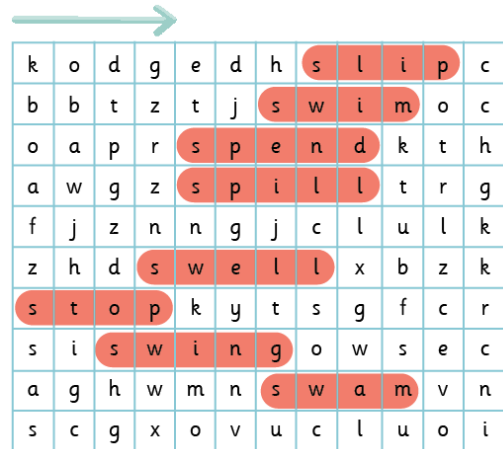 k o d g e d h s l i p c
b b t z t j s w i m o c
o a p r s p e n d k t h
a w g z s p i l l t r g
f j z n n g j c l u l k
z h d s w e l l x b z k
s t o p k y t s g f c r
s i s w i n g o w s e c
a g h w m n s w a m v n
s c g x o v u c l u o i